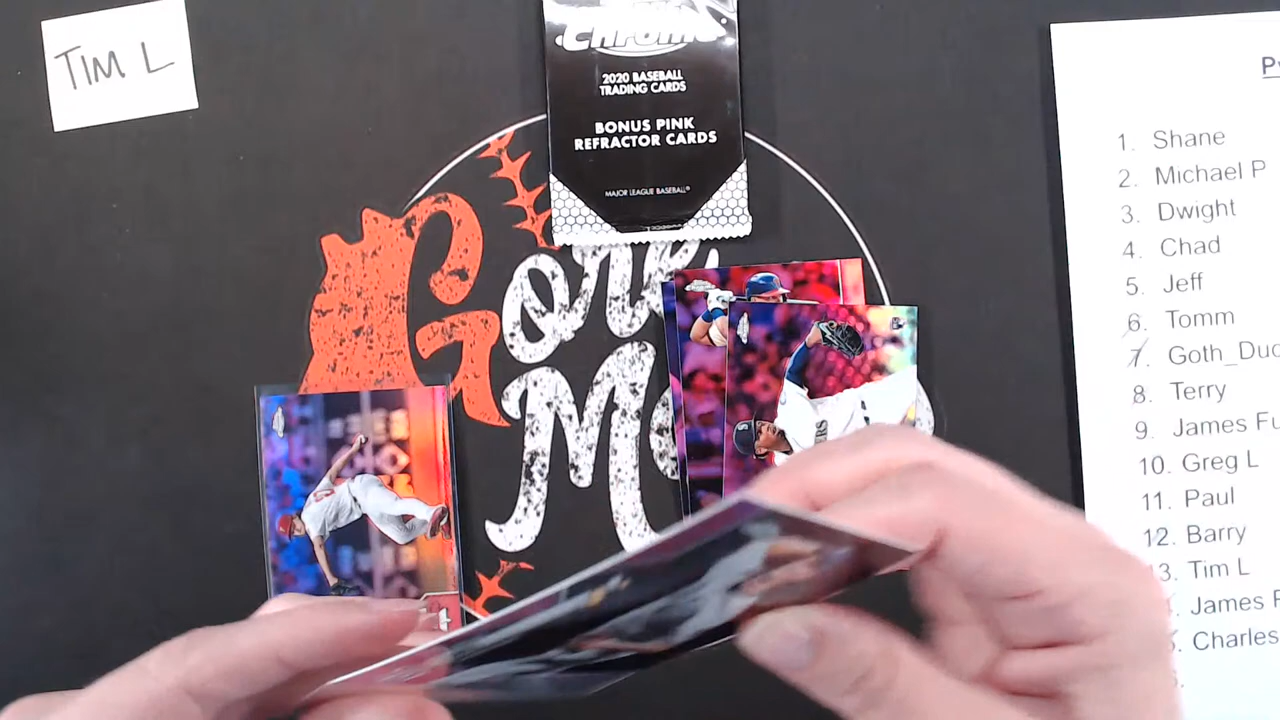 TIM L
Chrome
2020 BASEBALL
TRADING CARDS
BONUS PINK
REFRACTOR CARDS
MAJOR LEAGUE BASEBALL®
1. Shane
2. Michael P
3. Dwight
4. Chad
5. Jeff
6. Tomm
7. Goth_Duc
8. Terry
9. James Fu
10. Greg L
11. Paul
12. Barry
3. Tim L
James
Charles